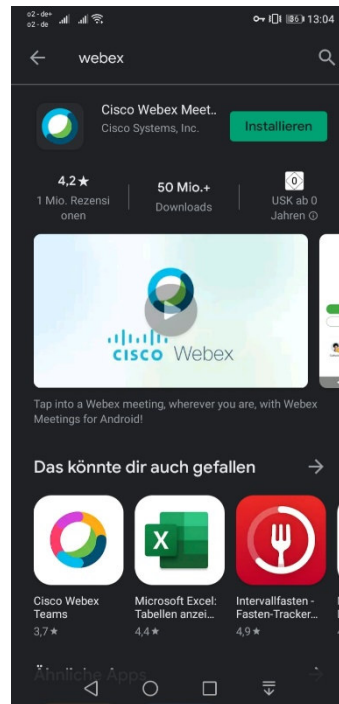 o2 - de+
o2 - de
86
13:04
webex
Cisco Webex Meet..
Cisco Systems, Inc.
Installieren
4,2★
1 Mio. Rezensi
onen
50 Mio.+
Downloads
0
USK ab 0
Jahren
CISCO Webex
Tap into a Webex meeting, wherever you are, with Webex
Meetings for Android!
Das könnte dir auch gefallen
Cisco Webex
Teams
3,7★
X
Microsoft Excel:
Tabellen anzei...
4,4★
Intervallfasten -
Fasten-Tracker...
4,9★
Ähnliche Apps